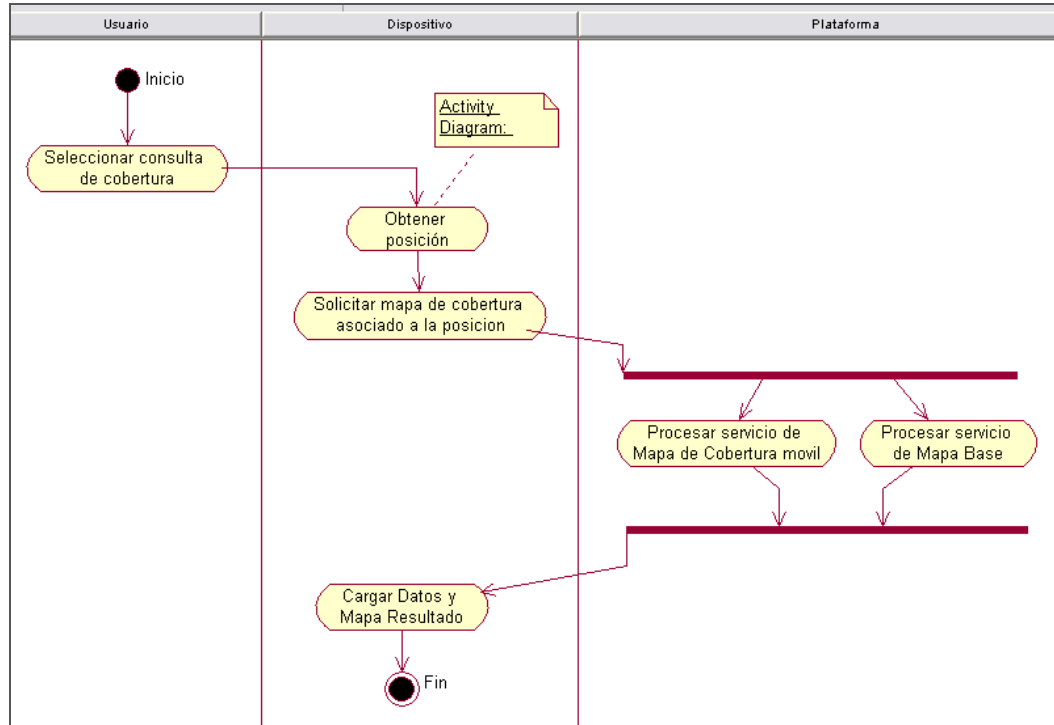 Usuario
Dispositivo
Plataforma
Inicio
Activity
Diagram:
Seleccionar consulta
de cobertura
Obtener
posición
Solicitar mapa de cobertura
asociado a la posicion
Procesar servicio de
Mapa de Cobertura movil
Procesar servicio
de Mapa Base
Cargar Datos y
Mapa Resultado
Fin